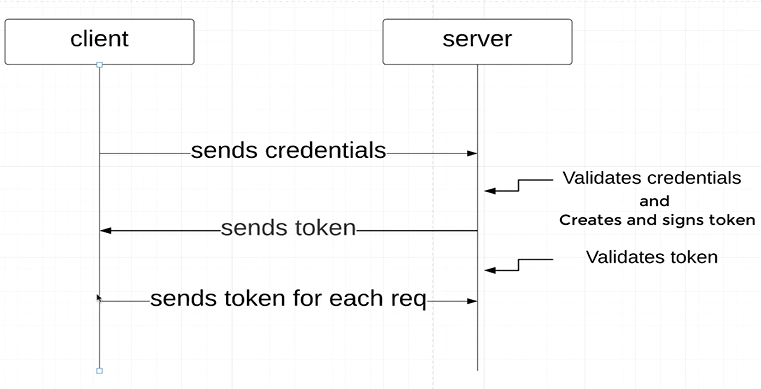 client
server
sends credentials
Validates credentials
and
Creates and signs token
sends token
Validates token
sends token for each req